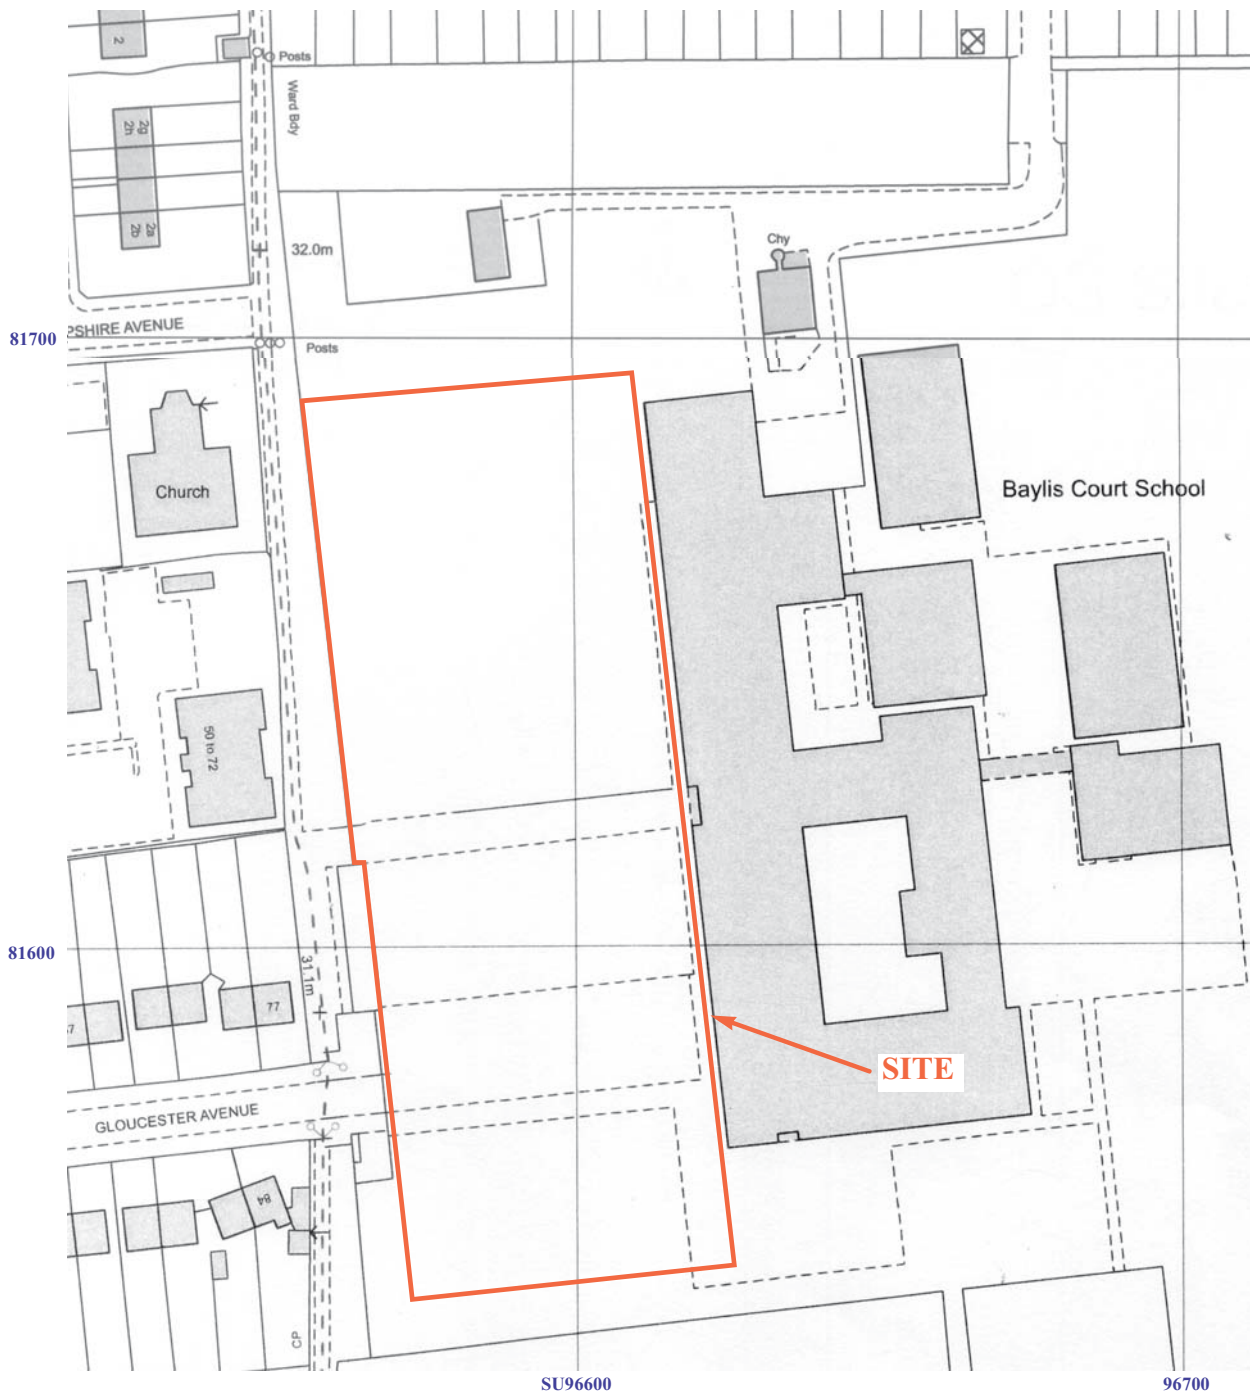 2
Posts
Ward Bdy
2g
2h
2a
2b
32.0m
Chy
PSHIRE AVENUE
81700
Posts
Church
Baylis Court School
50 to 72
81600
31.1m
77
SITE
GLOUCESTER AVENUE
84
CP
SU96600
96700